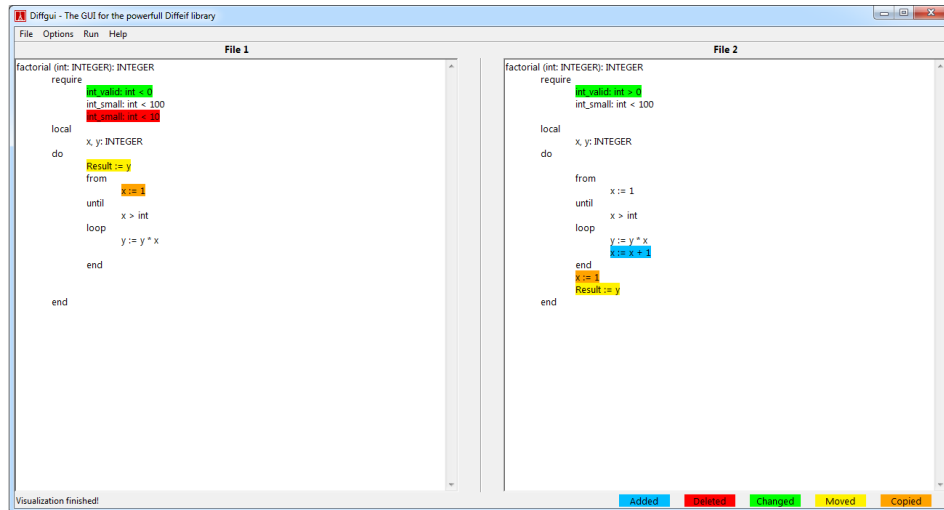 Diffgui - The GUI for the powerfull Diffeif library
File Options Run Help
File 1
factorial (int: INTEGER): INTEGER
require
int_valid: int < 0
int_small: int < 100
int_small: int < 10
local
x, y: INTEGER
do
Result := y
from
x := 1
until
x > int
loop
y := y * x
end
end
File 2
factorial (int: INTEGER): INTEGER
require
int_valid: int > 0
int_small: int < 100
local
x, y: INTEGER
do
from
x := 1
until
x > int
loop
y := y * x
x := x + 1
end
x := 1
Result := y
end
Visualization finished!
Added Deleted Changed Moved Copied